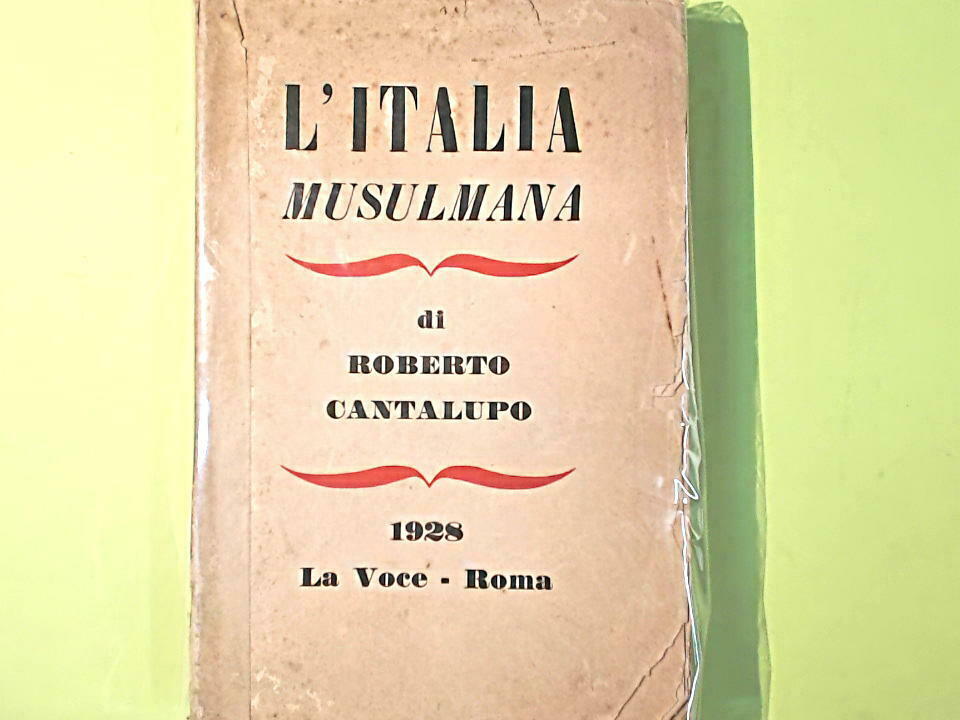 L'ITALIA
MUSULMANA
di
ROBERTO
CANTALUPO
1928
La Voce - Roma